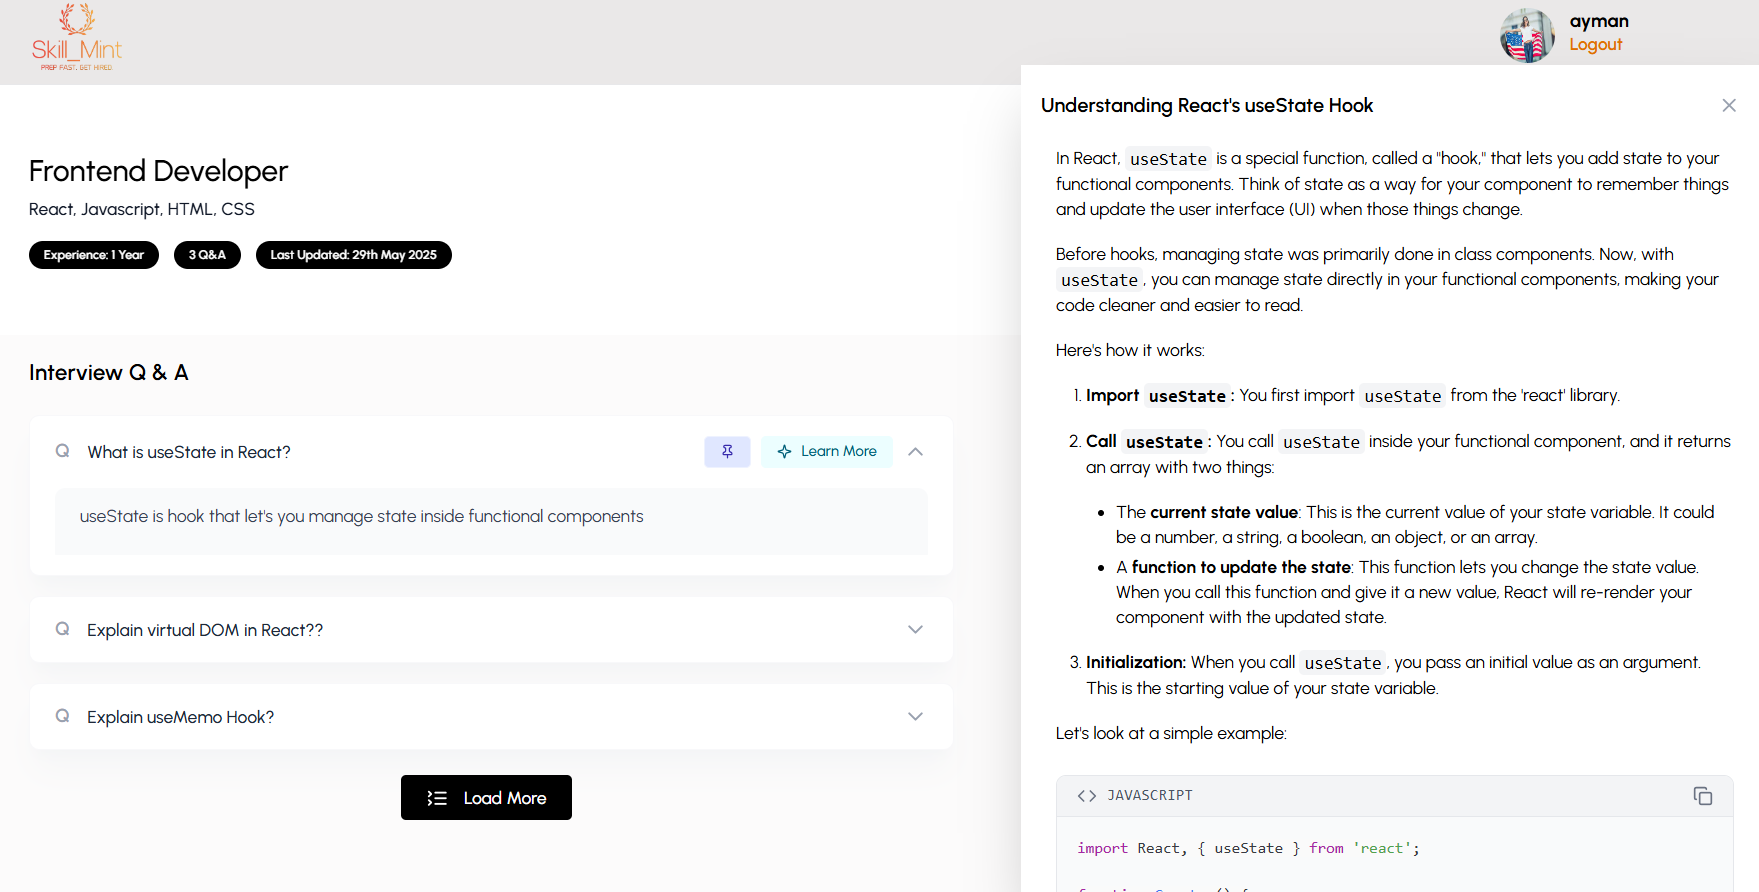 Skill_Mint
PREP FAST. GET HIRED.
ayman
Logout
Frontend Developer
React, Javascript, HTML, CSS
Experience: 1 Year
3 Q&A
Last Updated: 29th May 2025
Interview Q & A
Q What is useState in React?
Learn More
useState is hook that let's you manage state inside functional components
Q Explain virtual DOM in React??
Q Explain useMemo Hook?
Load More
Understanding React's useState Hook
In React, useState is a special function, called a "hook," that lets you add state to your
functional components. Think of state as a way for your component to remember things
and update the user interface (UI) when those things change.
Before hooks, managing state was primarily done in class components. Now, with
useState, you can manage state directly in your functional components, making your
code cleaner and easier to read.
Here's how it works:
1. Import useState: You first import useState from the 'react' library.
2. Call useState: You call useState inside your functional component, and it returns
an array with two things:
• The current state value: This is the current value of your state variable. It could
be a number, a string, a boolean, an object, or an array.
• A function to update the state: This function lets you change the state value.
When you call this function and give it a new value, React will re-render your
component with the updated state.
3. Initialization: When you call useState, you pass an initial value as an argument.
This is the starting value of your state variable.
Let's look at a simple example:
<> JAVASCRIPT
import React, { useState } from 'react';